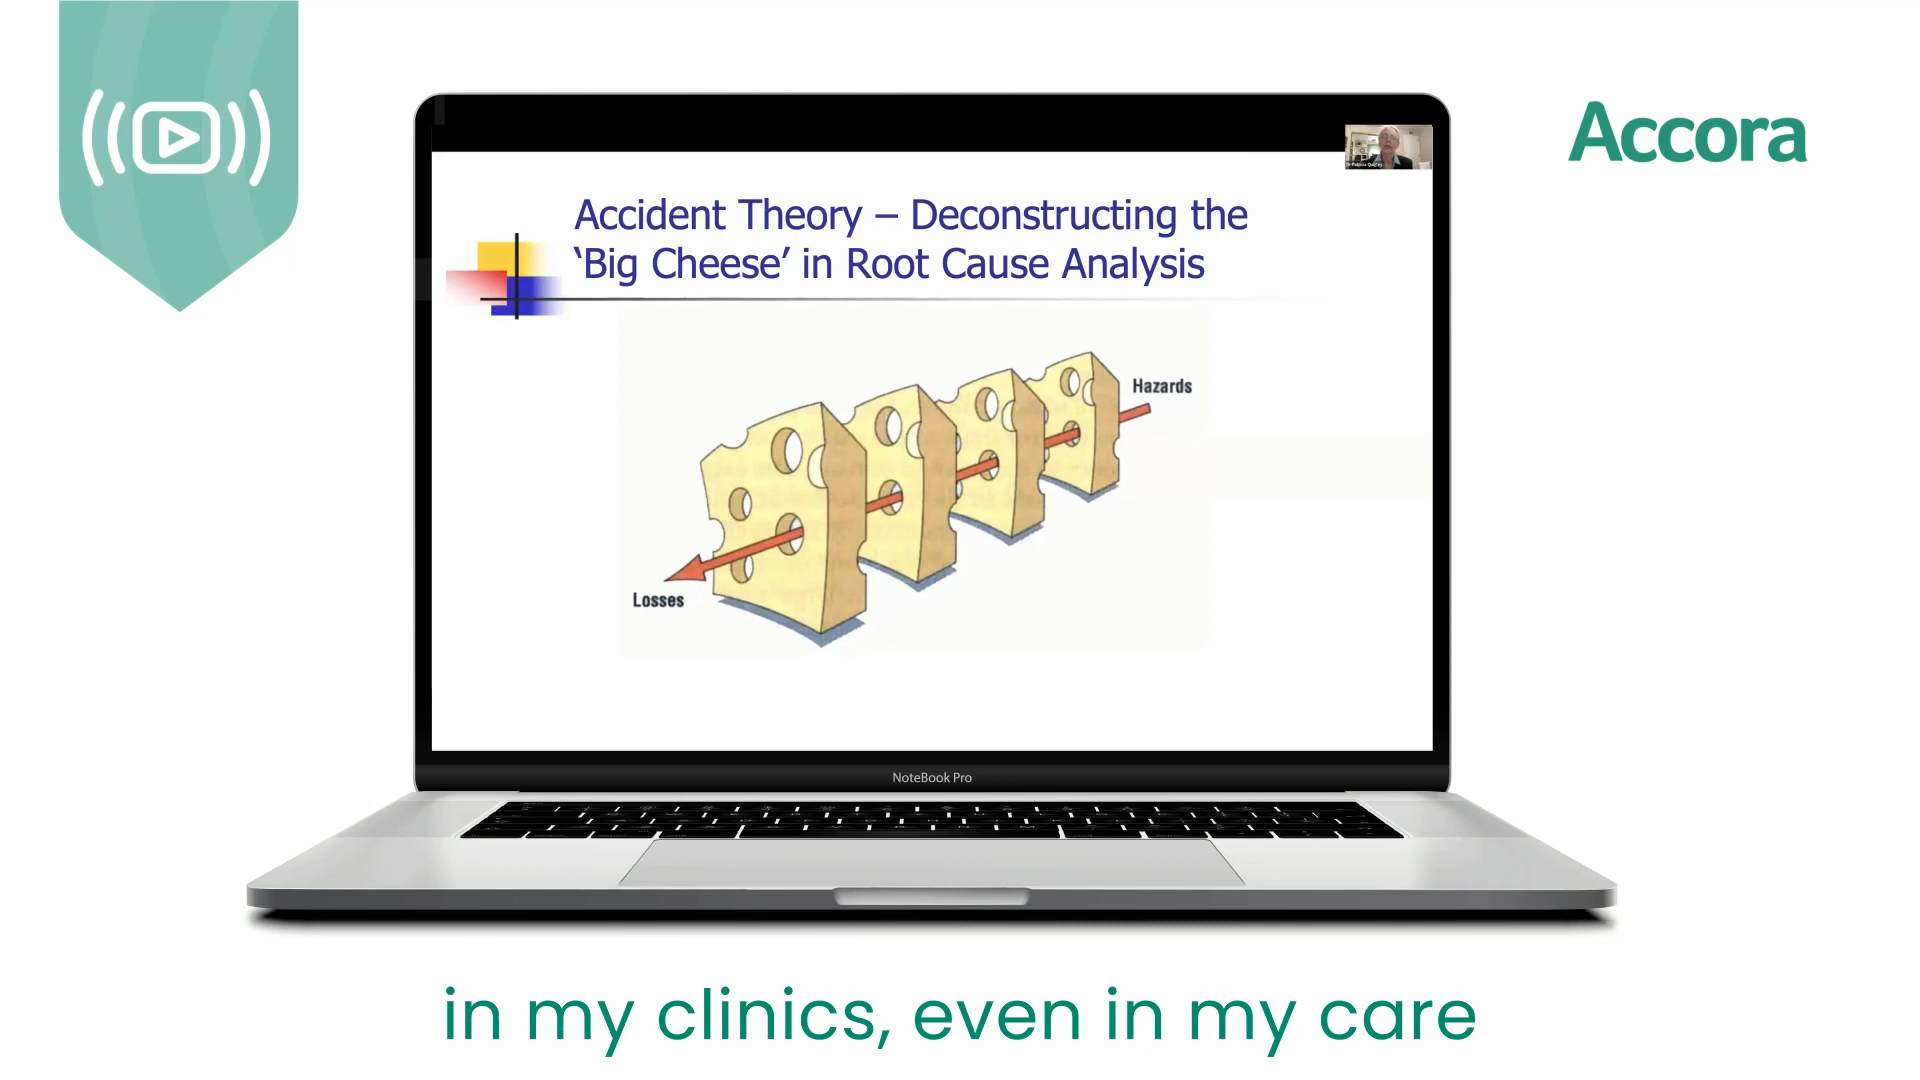 Accora
Accident Theory – Deconstructing the
‘Big Cheese’ in Root Cause Analysis
Hazards
Losses
NoteBook Pro
in my clinics, even in my care